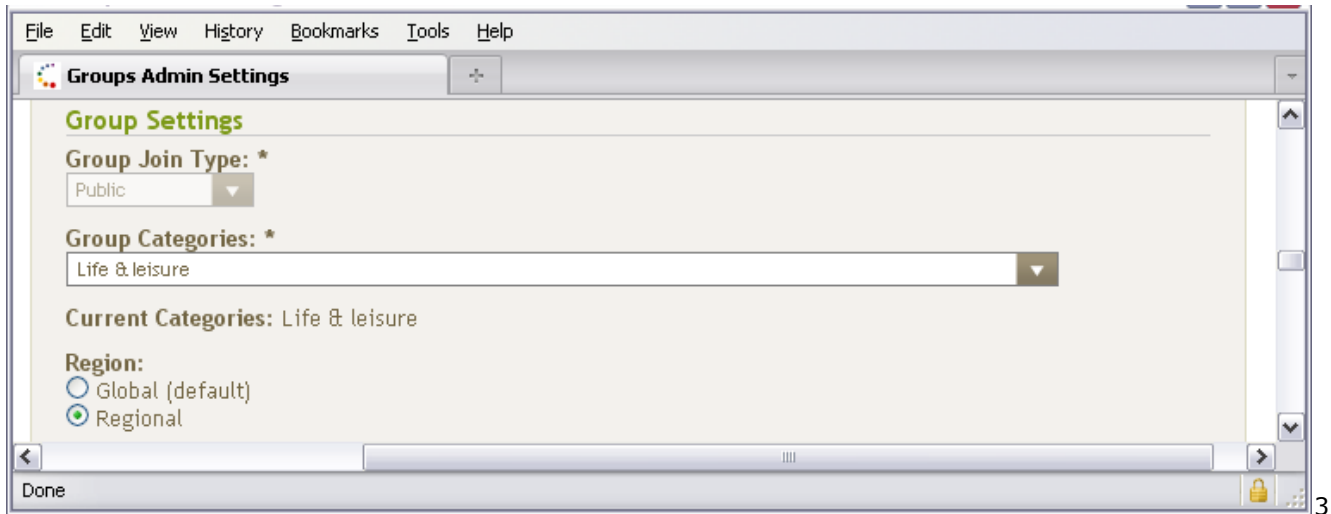 File Edit View History Bookmarks Tools Help
Groups Admin Settings
Group Settings
Group Join Type: *
Public
Group Categories: *
Life & leisure
Current Categories: Life & leisure
Region:
Global (default)
Regional
Done
3